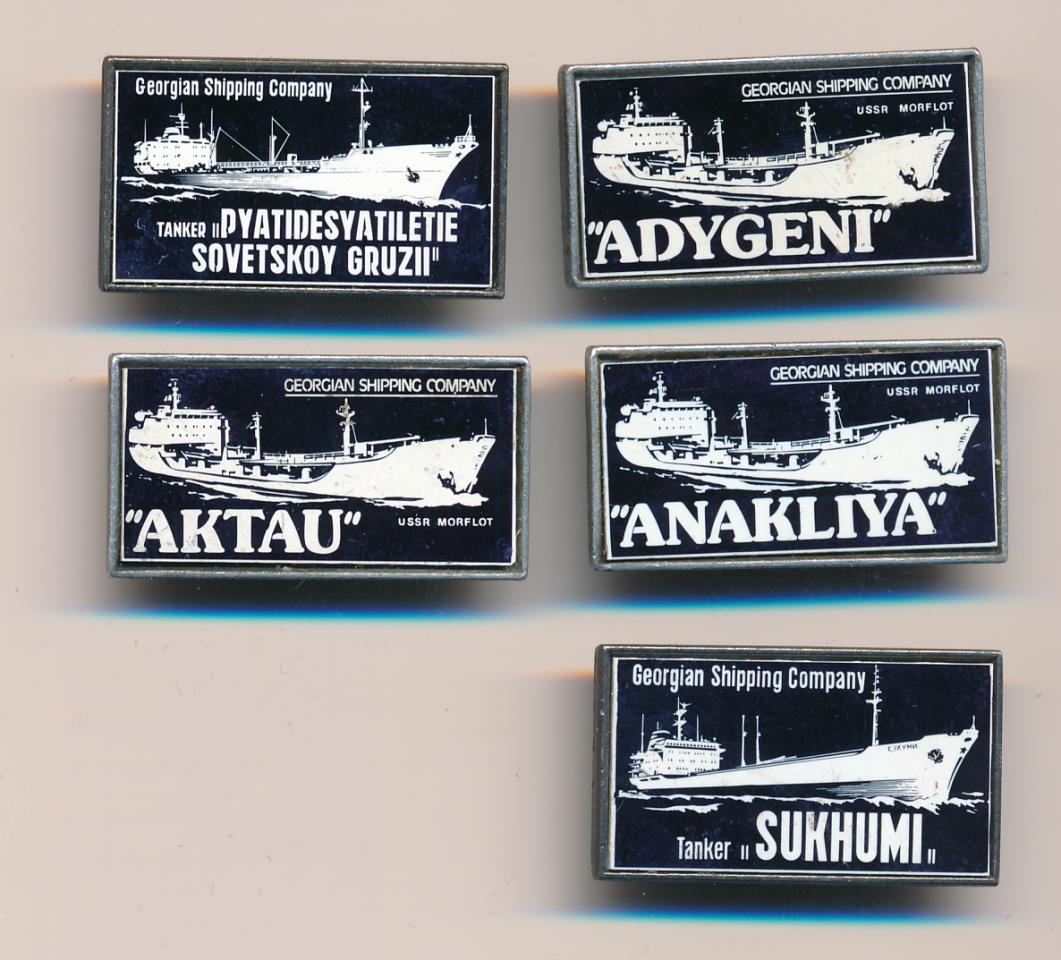 Georgian Shipping Company
TANKER "PYATIDESYATILETIE
SOVETSKOY GRUZII"
GEORGIAN SHIPPING COMPANY
USSR MORFLOT
"ADYGENI"
GEORGIAN SHIPPING COMPANY
"AKTAU"
USSR MORFLOT
GEORGIAN SHIPPING COMPANY
USSR MORFLOT
"ANAKLIYA"
Georgian Shipping Company
СУХУМИ
Tanker "SUKHUMI"